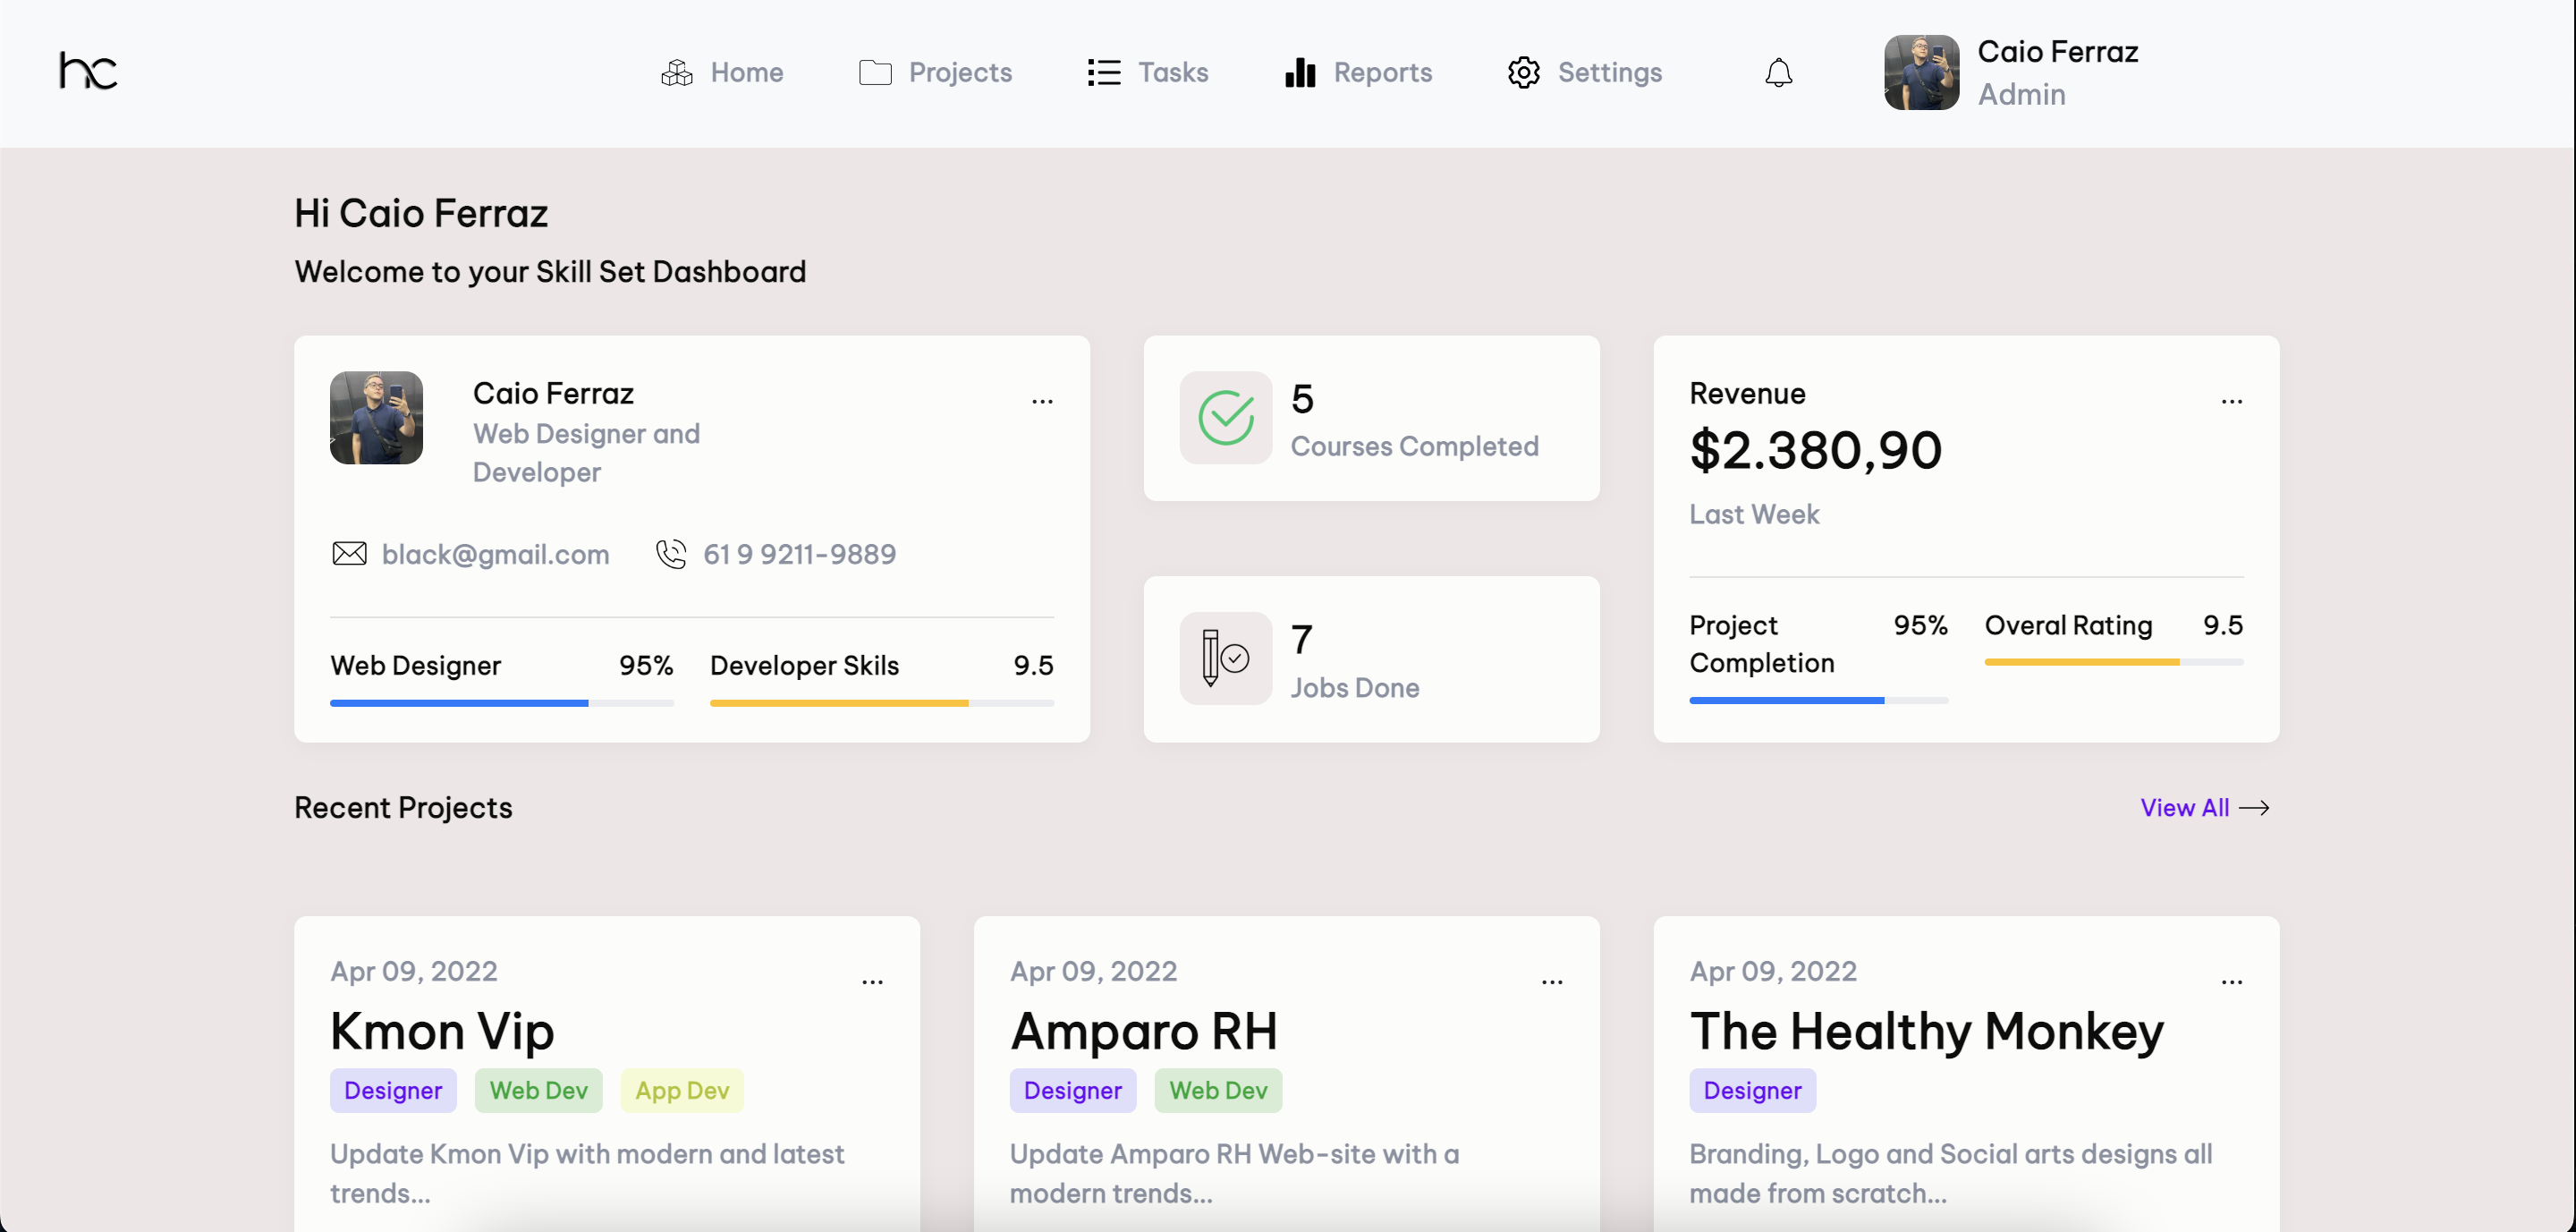 hc
Home
Projects
Tasks
Reports
Settings
Caio Ferraz
Admin
Hi Caio Ferraz
Welcome to your Skill Set Dashboard
Caio Ferraz
...
Web Designer and
Developer
black@gmail.com
61 9 9211-9889
Web Designer 95%
Developer Skils 9.5
5
Courses Completed
7
Jobs Done
Revenue
...
$2.380,90
Last Week
Project 95%
Completion
Overal Rating 9.5
Recent Projects
View All
Apr 09, 2022
...
Kmon Vip
Designer
Web Dev
App Dev
Update Kmon Vip with modern and latest
trends...
Apr 09, 2022
...
Amparo RH
Designer
Web Dev
Update Amparo RH Web-site with a
modern trends...
Apr 09, 2022
...
The Healthy Monkey
Designer
Branding, Logo and Social arts designs all
made from scratch...